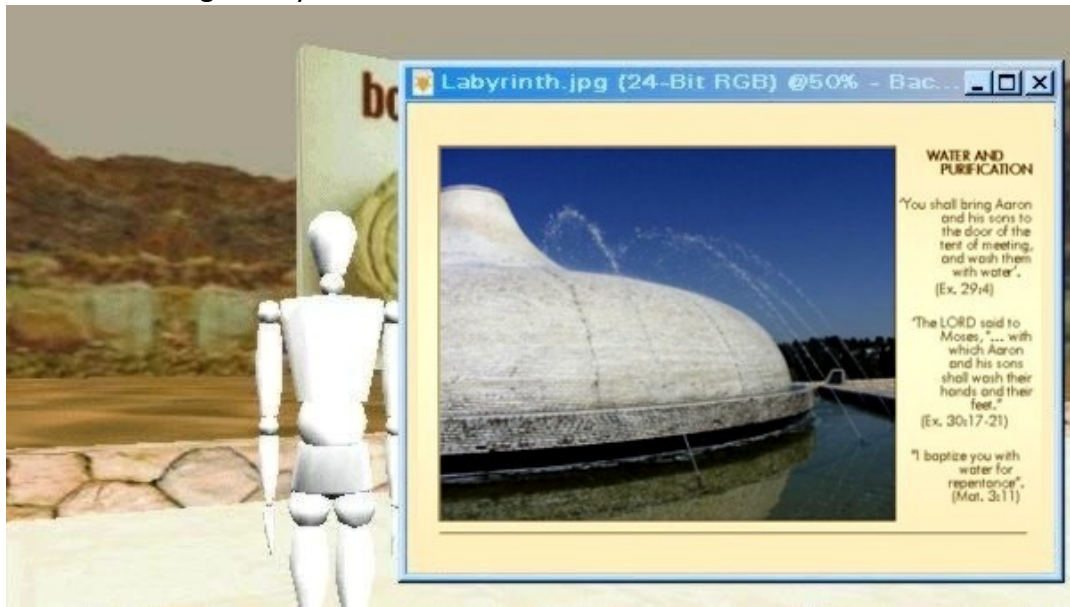 bo
Labyrinth.jpg (24-Bit RGB) @50% - Bac...
WATER AND
PURIFICATION
"You shall bring Aaron
and his sons to
the door of the
tent of meeting,
and wash them
with water".
(Ex. 29:4)
"The LORD said to
Moses, "... with
which Aaron
and his sons
shall wash their
hands and their
feet."
(Ex. 30:17-21)
"I baptize you with
water for
repentance".
(Mat. 3:11)